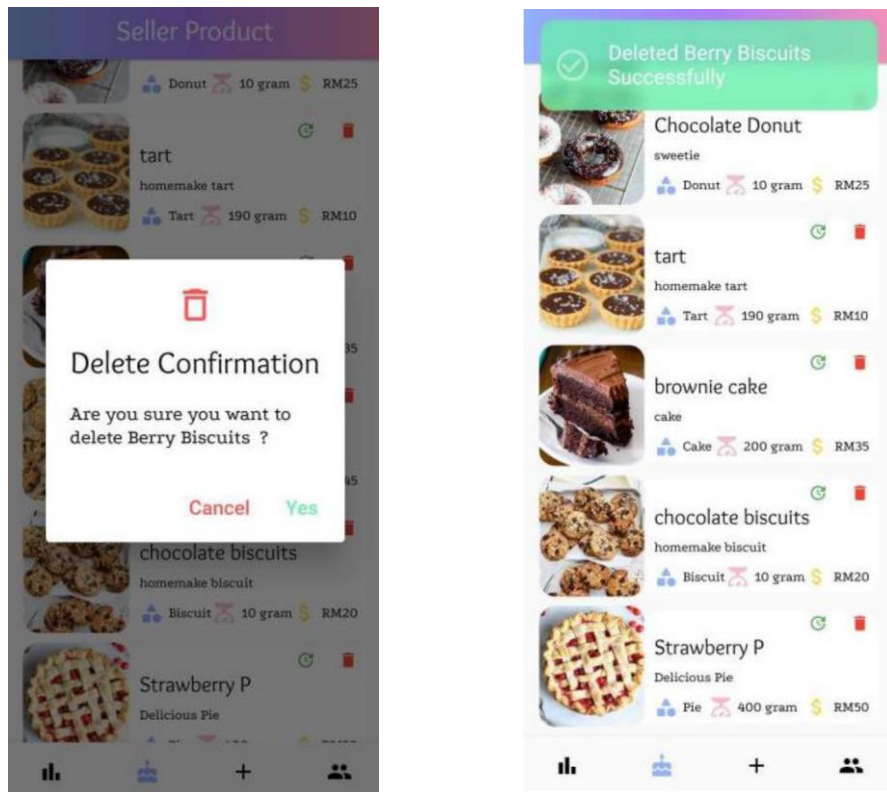 Seller Product
Donut 10 gram RM25
tart
homemake tart
Tart 190 gram RM10
35
Delete Confirmation
Are you sure you want to
delete Berry Biscuits ?
45
Cancel Yes
chocolate biscuits
homemake biscuit
Biscuit 10 gram RM20
Strawberry P
Delicious Pie
Deleted Berry Biscuits
Successfully
Chocolate Donut
sweetie
Donut 10 gram $ RM25
tart
homemake tart
Tart 190 gram $ RM10
brownie cake
cake
Cake 200 gram $ RM35
chocolate biscuits
homemake biscuit
Biscuit 10 gram $ RM20
Strawberry P
Delicious Pie
Pie 400 gram $ RM50